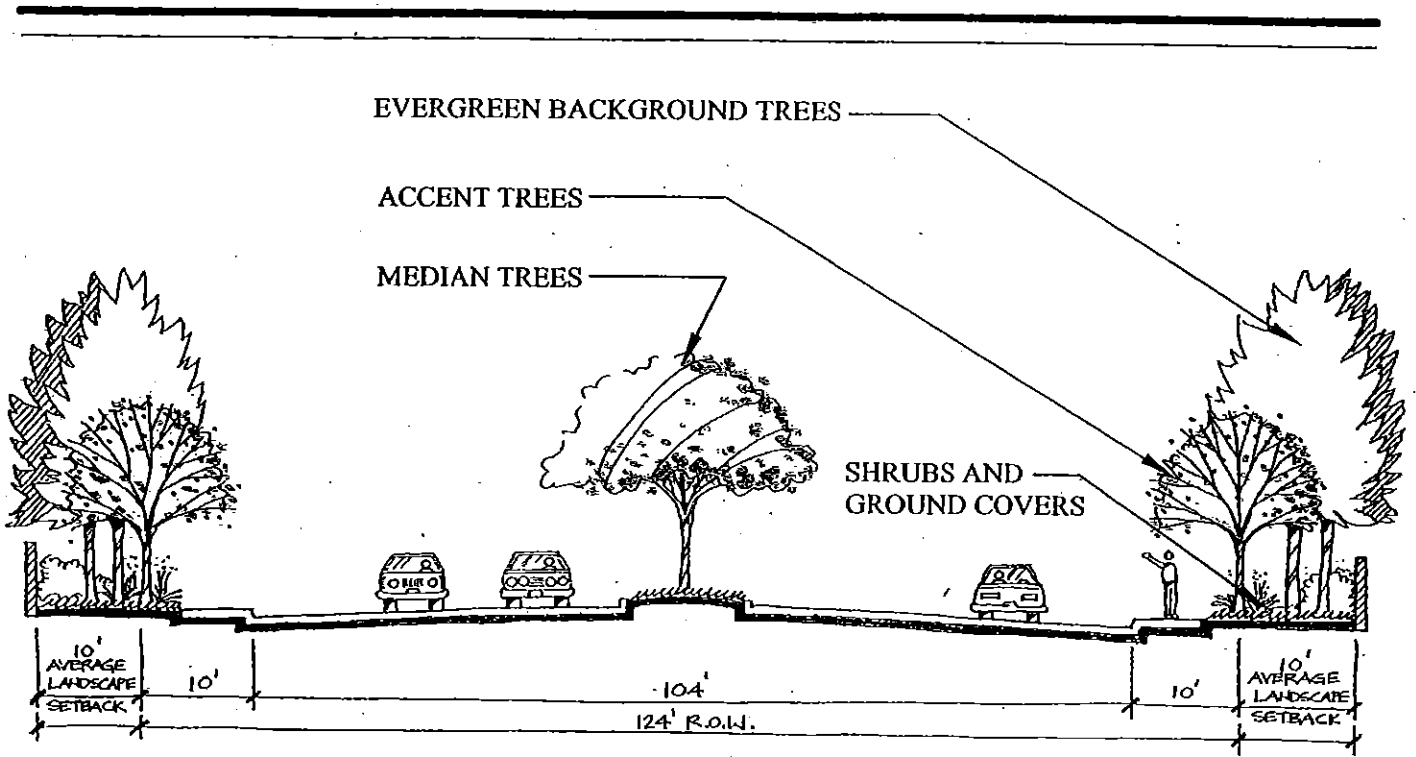 EVERGREEN BACKGROUND TREES
ACCENT TREES
MEDIAN TREES
SHRUBS AND
GROUND COVERS
10'
AVERAGE
LANDSCAPE
SETBACK
10'
104'
10'
10'
AVERAGE
LANDSCAPE
SETBACK
124' R.O.W.